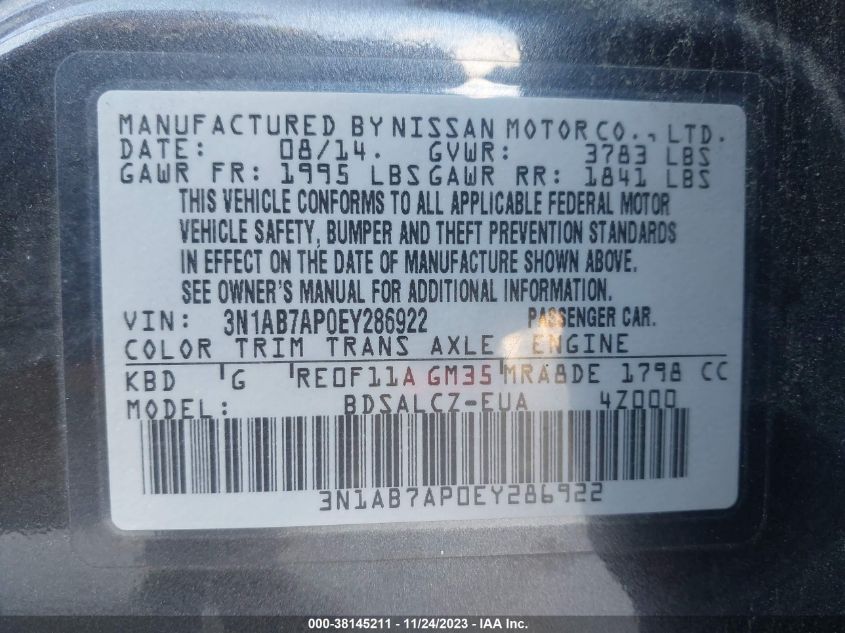 MANUFACTURED BY NISSAN MOTOR CO., LTD.
DATE: 08/14. GVWR: 3783 LBS
GAWR FR: 1995 LBS GAWR RR: 1841 LBS
THIS VEHICLE CONFORMS TO ALL APPLICABLE FEDERAL MOTOR
VEHICLE SAFETY, BUMPER AND THEFT PREVENTION STANDARDS
IN EFFECT ON THE DATE OF MANUFACTURE SHOWN ABOVE.
SEE OWNER'S MANUAL FOR ADDITIONAL INFORMATION.
VIN: 3N1AB7AP0EY286922 PASSENGER CAR.
COLOR TRIM TRANS AXLE ENGINE
KBD G RE0F11A GM35 MRA8DE 1798 CC
MODEL: BDSALCZ-EUA 4Z000
3N1AB7AP0EY286922
000-38145211 - 11/24/2023 - IAA Inc.